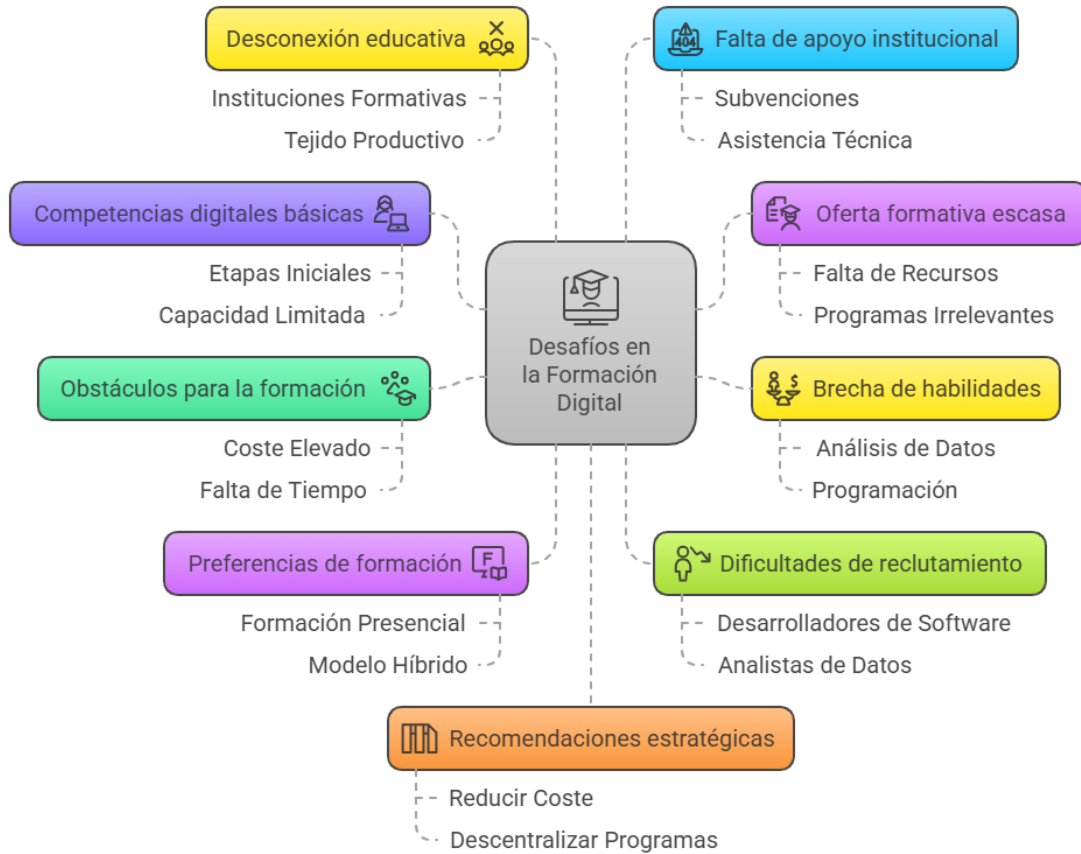 Desconexión educativa
Instituciones Formativas
Tejido Productivo
404
Falta de apoyo institucional
Subvenciones
Asistencia Técnica
Competencias digitales básicas
Etapas Iniciales
Capacidad Limitada
Oferta formativa escasa
Falta de Recursos
Programas Irrelevantes
Desafíos en
la Formación
Digital
Obstáculos para la formación
Coste Elevado
Falta de Tiempo
$
Brecha de habilidades
Análisis de Datos
Programación
Preferencias de formación
F
Formación Presencial
Modelo Híbrido
Dificultades de reclutamiento
Desarrolladores de Software
Analistas de Datos
Recomendaciones estratégicas
Reducir Coste
Descentralizar Programas